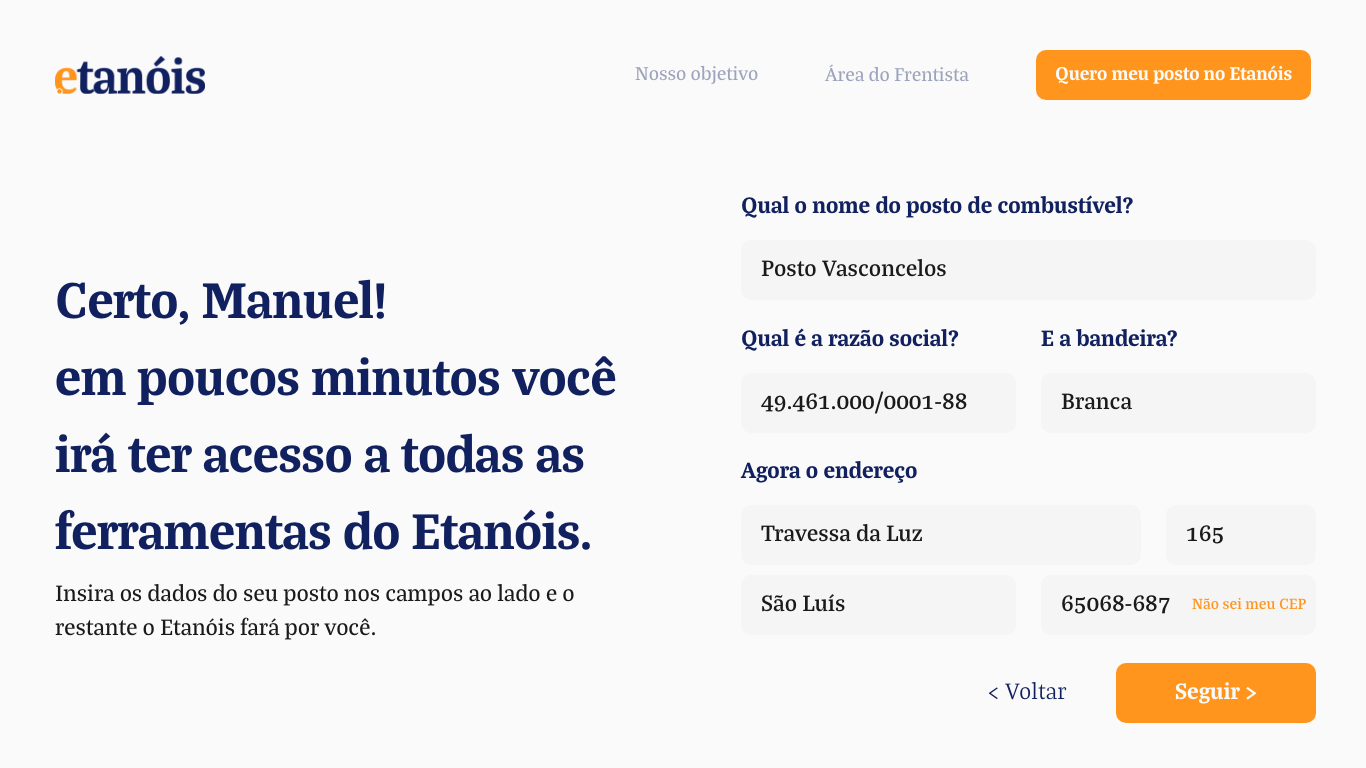 etanóis
Nosso objetivo
Área do Frentista
Quero meu posto no Etanóis
Certo, Manuel!
em poucos minutos você
irá ter acesso a todas as
ferramentas do Etanóis.
Insira os dados do seu posto nos campos ao lado e o
restante o Etanóis fará por você.
Qual o nome do posto de combustível?
Posto Vasconcelos
Qual é a razão social?
E a bandeira?
49.461.000/0001-88
Branca
Agora o endereço
Travessa da Luz
165
São Luís
65068-687
Não sei meu CEP
< Voltar
Seguir >